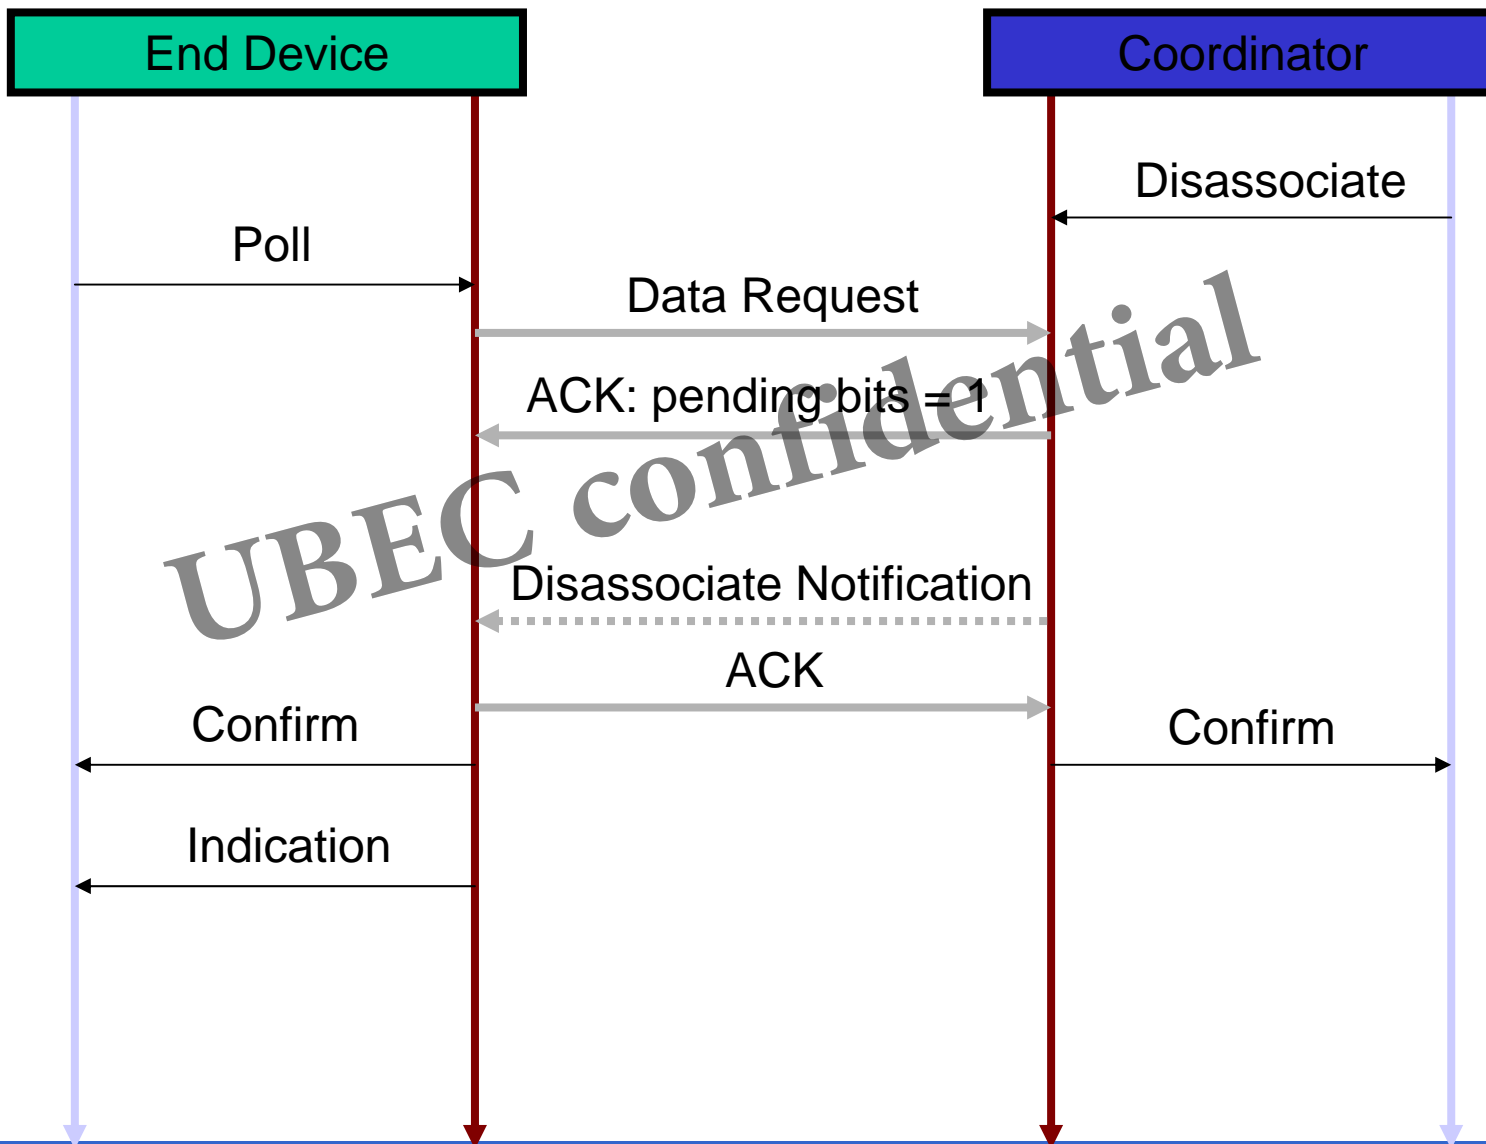 End Device
Coordinator
Disassociate
Poll
Data Request
ACK: pending bits = 1
UBEC confidential
Disassociate Notification
ACK
Confirm
Confirm
Indication